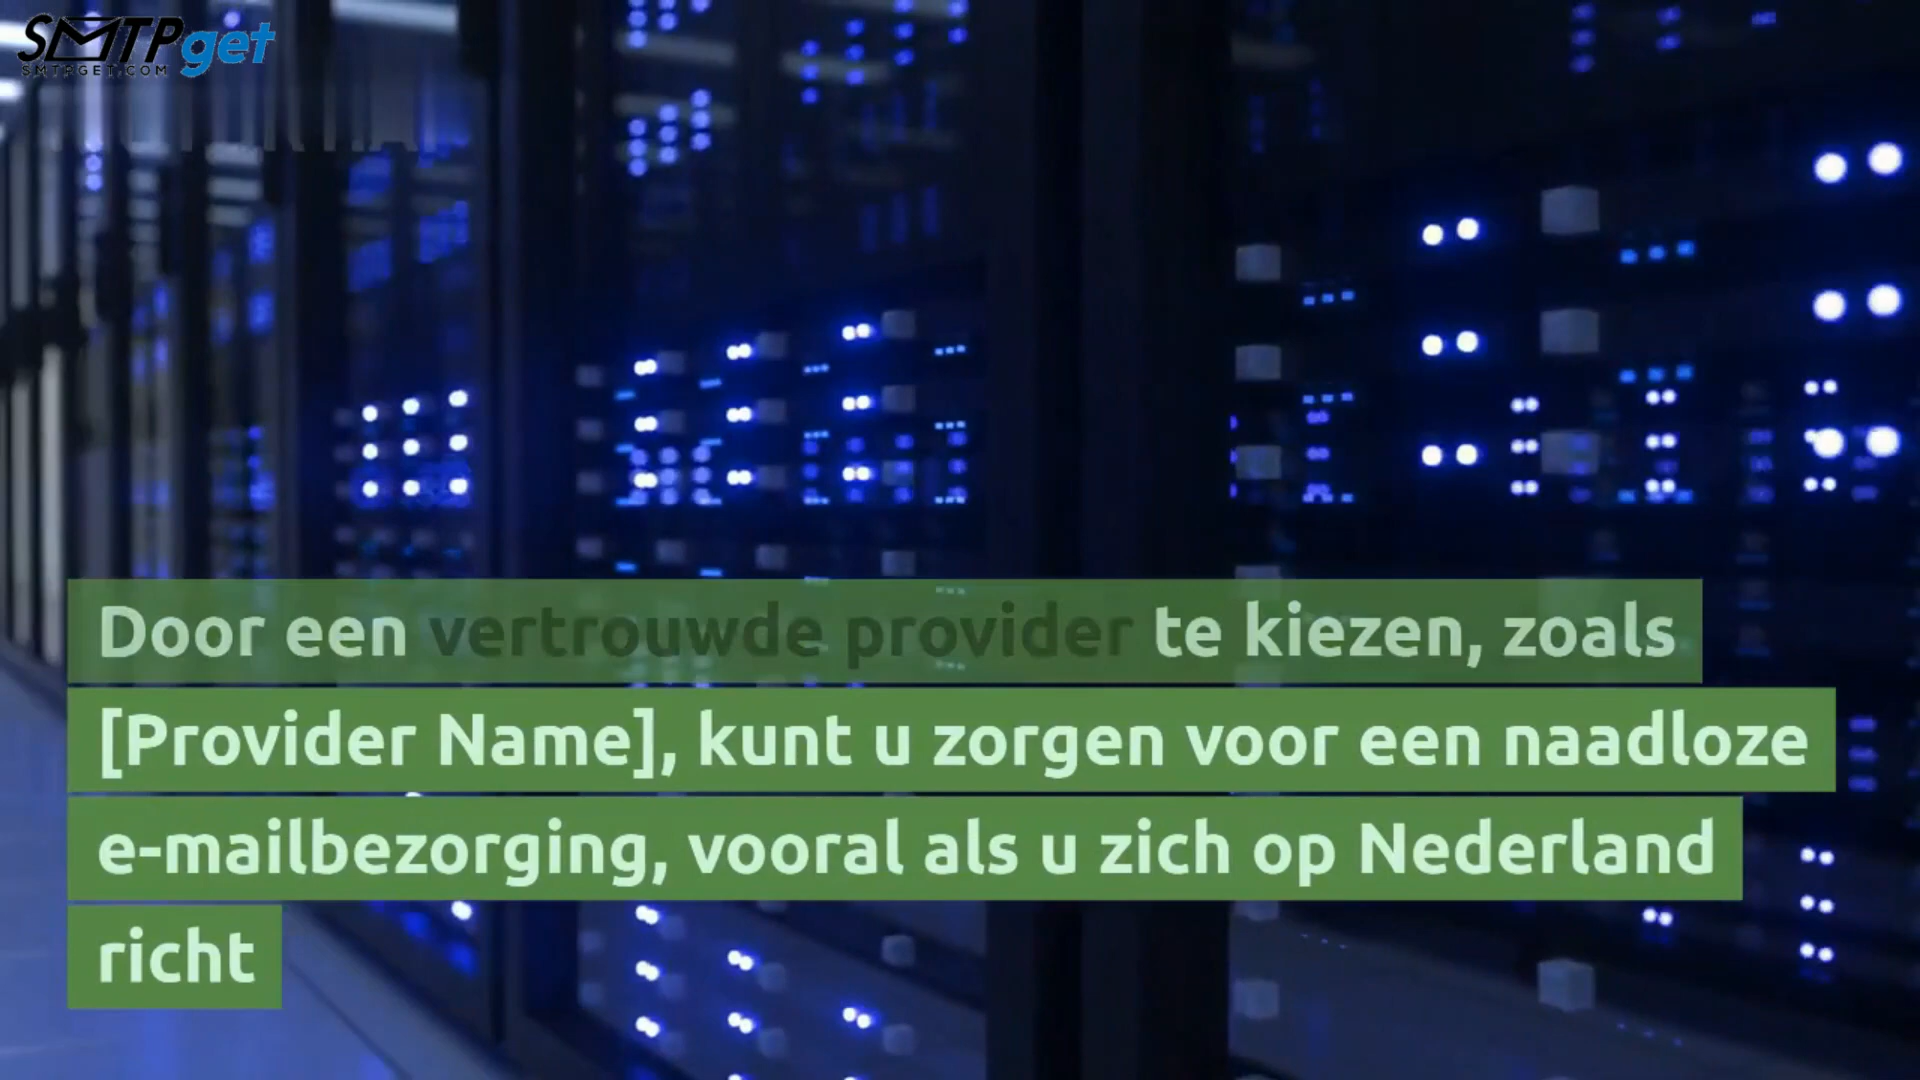 SMTPget
SMTPGET.COM
Door een vertrouwde provider te kiezen, zoals
[Provider Name], kunt u zorgen voor een naadloze
e-mailbezorging, vooral als u zich op Nederland
richt